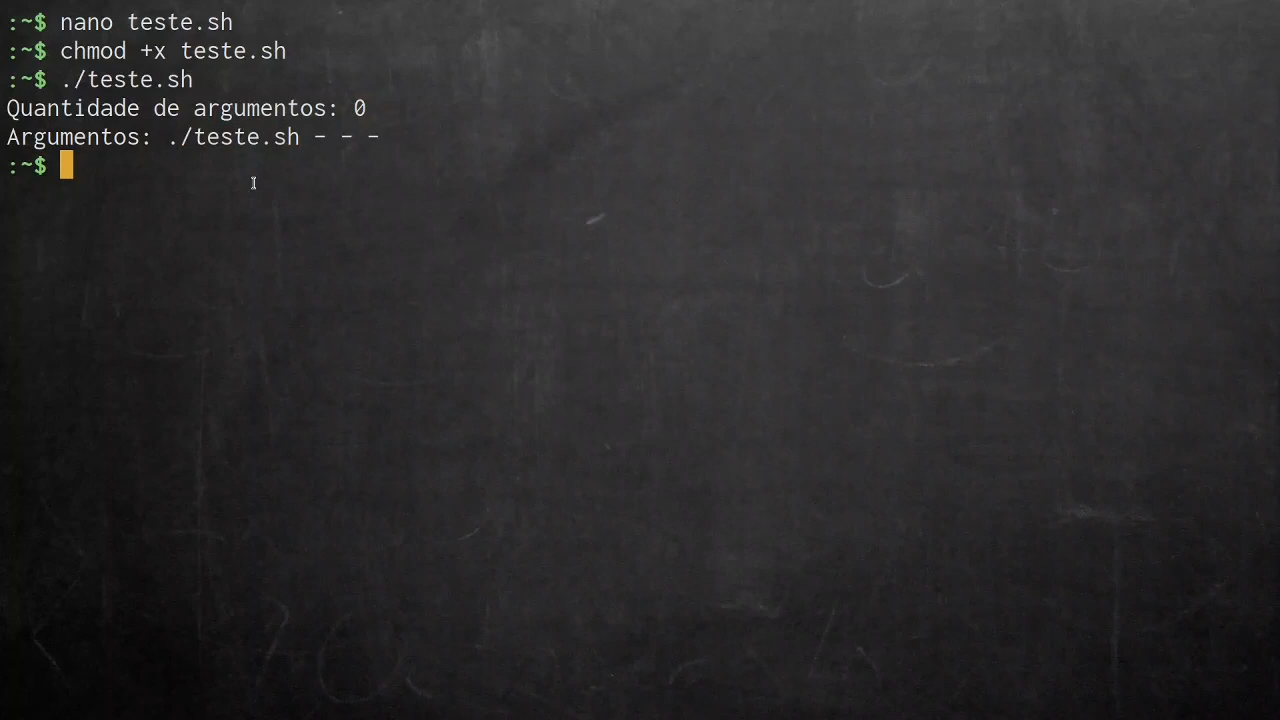 :~$ nano teste.sh
:~$ chmod +x teste.sh
:~$ ./teste.sh
Quantidade de argumentos: 0
Argumentos: ./teste.sh - - -
:~$